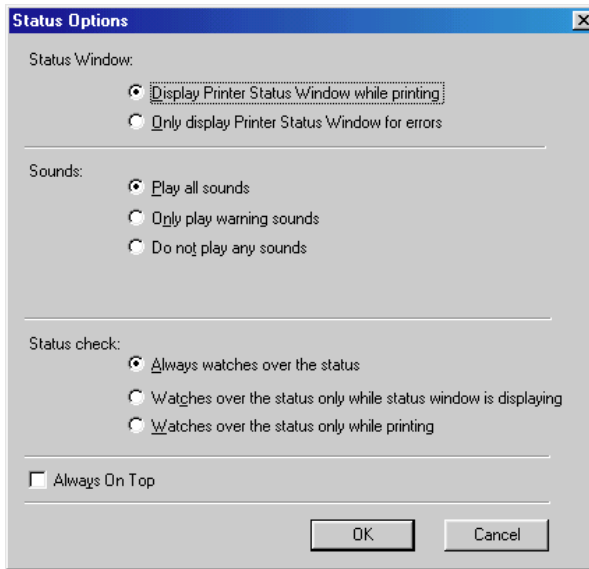 Status Options
Status Window:
Display Printer Status Window while printing
Only display Printer Status Window for errors
Sounds:
Play all sounds
Only play warning sounds
Do not play any sounds
Status check:
Always watches over the status
Watches over the status only while status window is displaying
Watches over the status only while printing
Always On Top
OK Cancel